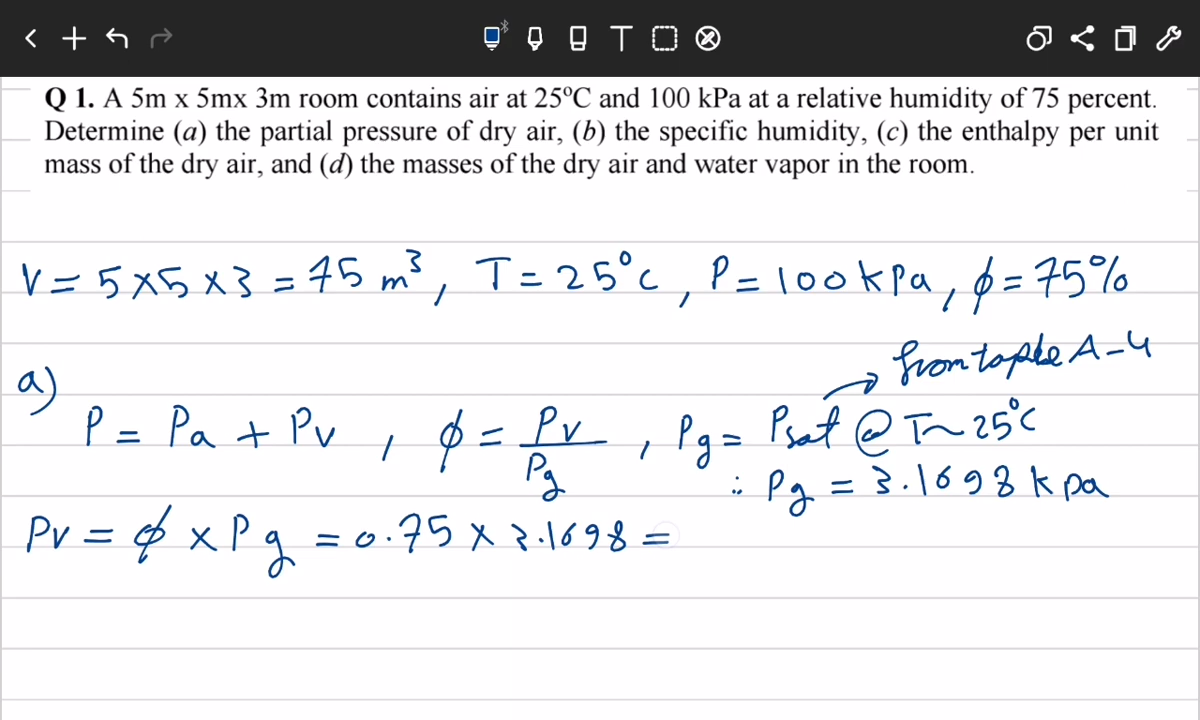 Q 1. A 5m x 5mx 3m room contains air at 25°C and 100 kPa at a relative humidity of 75 percent.
Determine (a) the partial pressure of dry air, (b) the specific humidity, (c) the enthalpy per unit
mass of the dry air, and (d) the masses of the dry air and water vapor in the room.
V = 5 × 5 × 3 = 75 m³, T = 25°C, P = 100 kPa, ϕ = 75%
from table A-4
a)
P = Pa + Pv , ϕ = Pv / Pg , Pg = Psat @ T~25°C
∴ Pg = 3.1698 kpa
Pv = ϕ × Pg = 0.75 × 3.1698 =